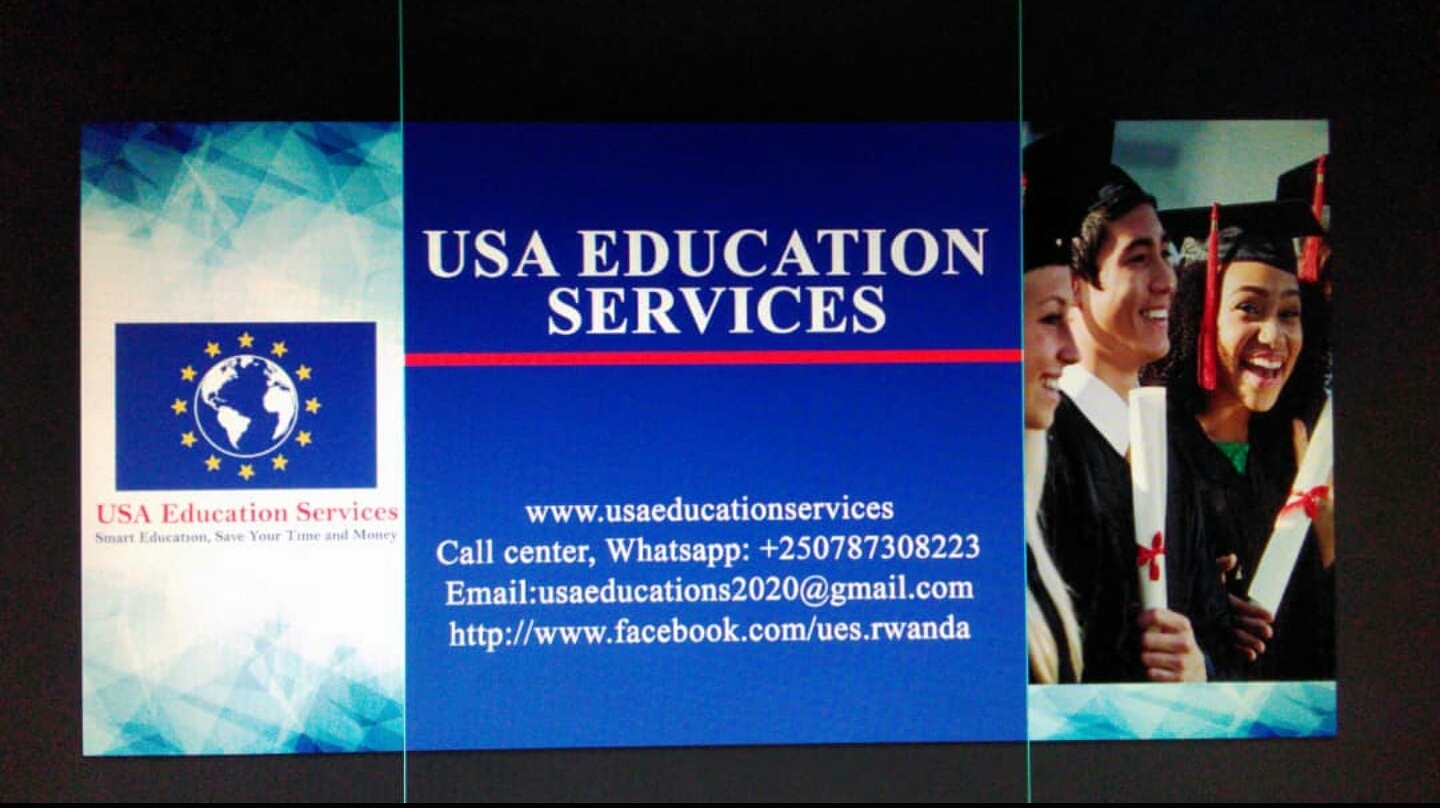 USA EDUCATION
SERVICES
USA Education Services
Smart Education, Save Your Time and Money
www.usaeducationservices
Call center, Whatsapp: +250787308223
Email:usaeducations2020@gmail.com
http://www.facebook.com/ues.rwanda